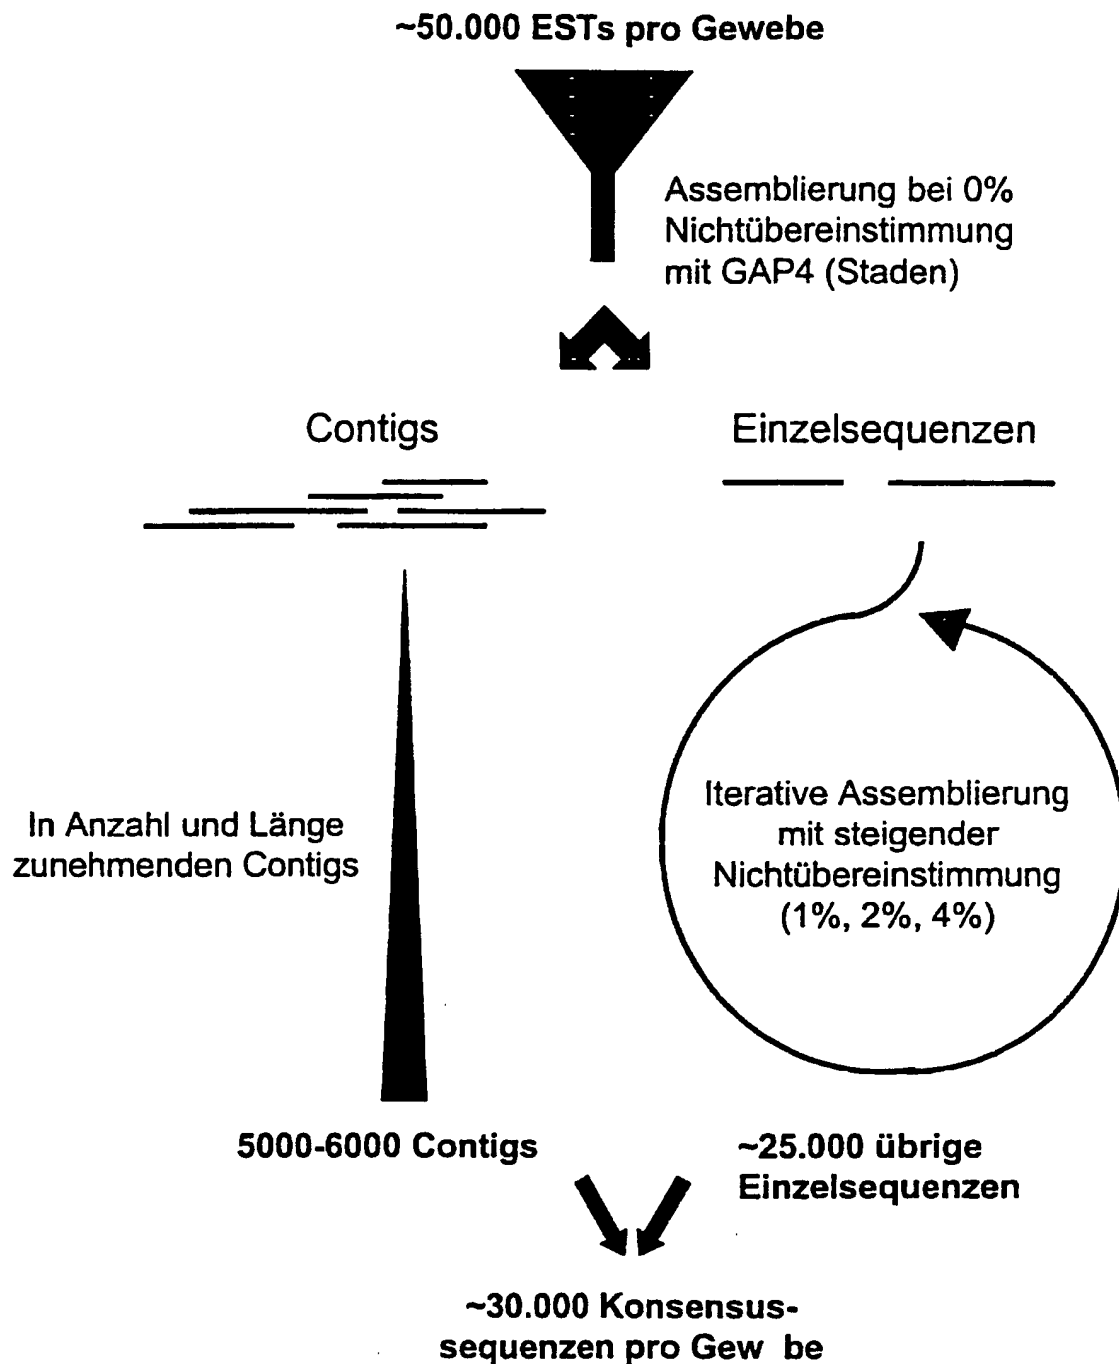 ~50.000 ESTs pro Gewebe
Assemblierung bei 0%
Nichtübereinstimmung
mit GAP4 (Staden)
Contigs
Einzelsequenzen
In Anzahl und Länge
zunehmenden Contigs
Iterative Assemblierung
mit steigender
Nichtübereinstimmung
(1%, 2%, 4%)
5000-6000 Contigs
~25.000 übrige
Einzelsequenzen
~30.000 Konsensus-
sequenzen pro Gew be